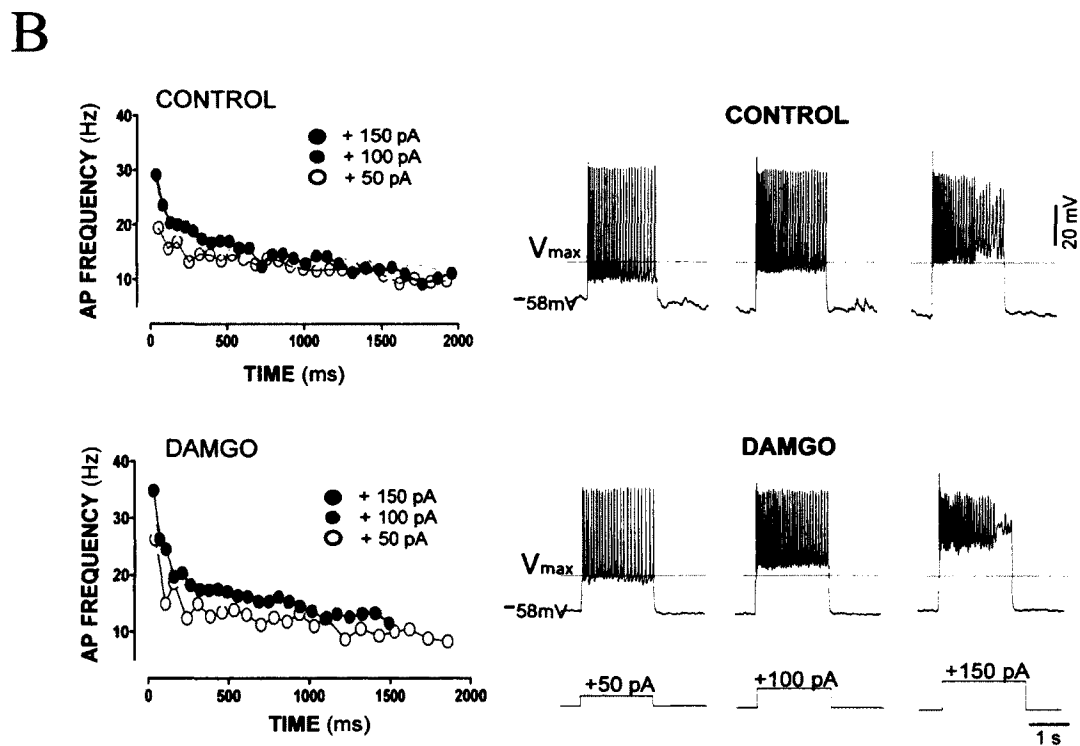 B
CONTROL
AP FREQUENCY (Hz)
40
30
20
10
+ 150 pA
+ 100 pA
+ 50 pA
0 500 1000 1500 2000
TIME (ms)
CONTROL
Vmax
-58mV
20 mV
DAMGO
AP FREQUENCY (Hz)
40
30
20
10
+ 150 pA
+ 100 pA
+ 50 pA
0 500 1000 1500 2000
TIME (ms)
DAMGO
Vmax
-58mV
+50 pA +100 pA +150 pA
1 s